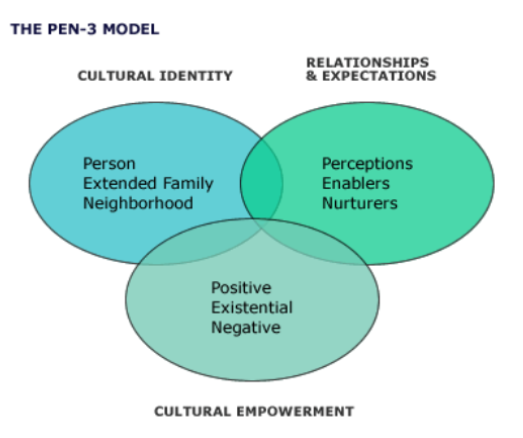 THE PEN-3 MODEL
CULTURAL IDENTITY
RELATIONSHIPS
& EXPECTATIONS
Person
Extended Family
Neighborhood
Perceptions
Enablers
Nurturers
Positive
Existential
Negative
CULTURAL EMPOWERMENT